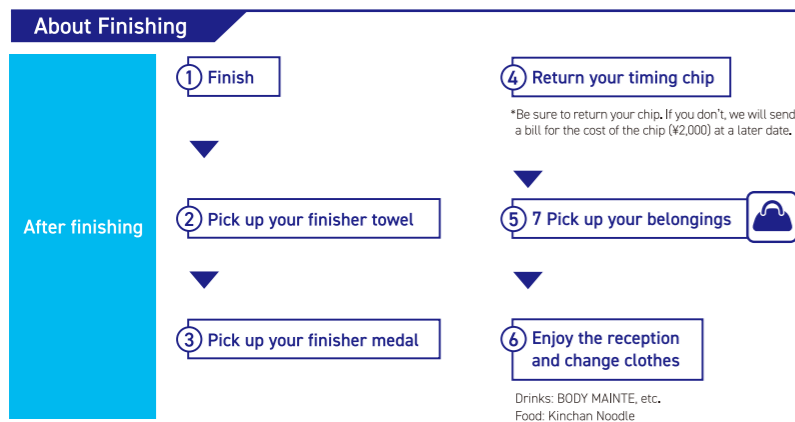 About Finishing
After finishing
1 Finish
2 Pick up your finisher towel
3 Pick up your finisher medal
4 Return your timing chip
*Be sure to return your chip. If you don't, we will send
a bill for the cost of the chip (¥2,000) at a later date.
5 7 Pick up your belongings
6 Enjoy the reception
and change clothes
Drinks: BODY MAINTE, etc.
Food: Kinchan Noodle